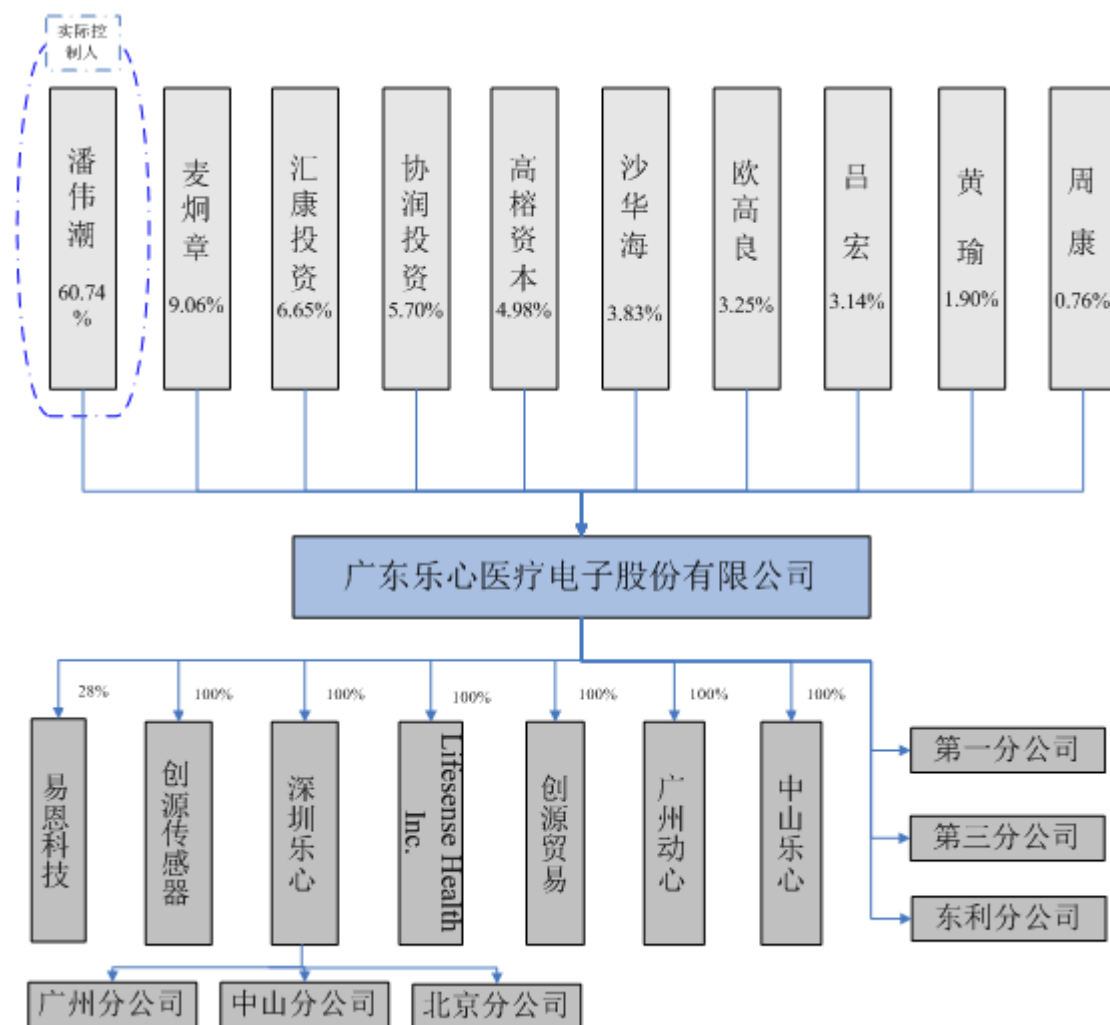 实际控
制人
潘伟潮
60.74
%
麦炯章
9.06%
汇康投资
6.65%
协润投资
5.70%
高榕资本
4.98%
沙华海
3.83%
欧高良
3.25%
吕宏
3.14%
黄瑜
1.90%
周康
0.76%
广东乐心医疗电子股份有限公司
28%
100%
100%
100%
100%
100%
100%
易恩科技
创源传感器
深圳乐心
Lifesense Health
Inc.
创源贸易
广州动心
中山乐心
第一分公司
第三分公司
东利分公司
广州分公司
中山分公司
北京分公司